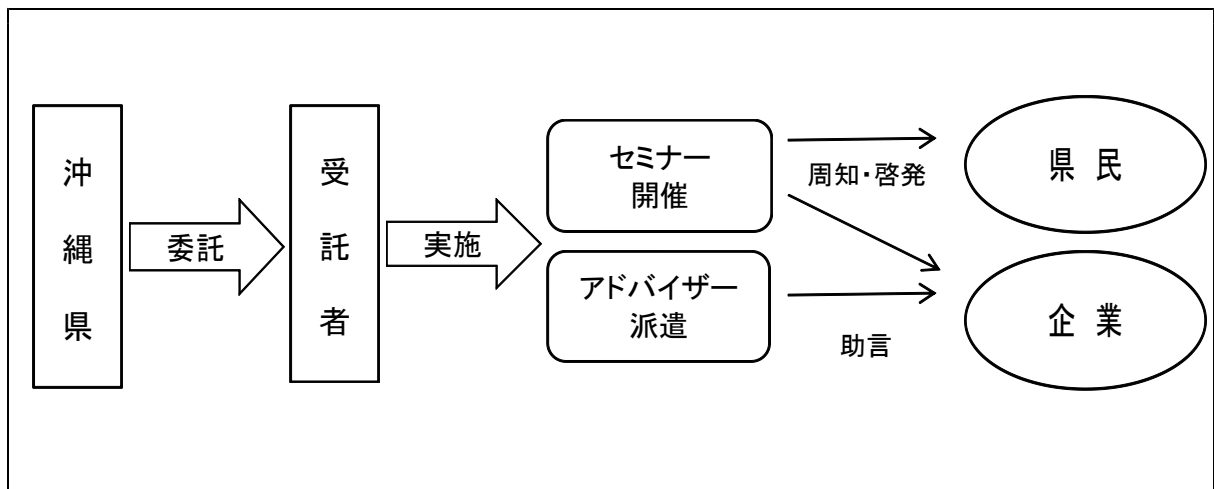 沖縄県
委託
受託者
実施
セミナー
開催
アドバイザー
派遣
周知・啓発
助言
県民
企業